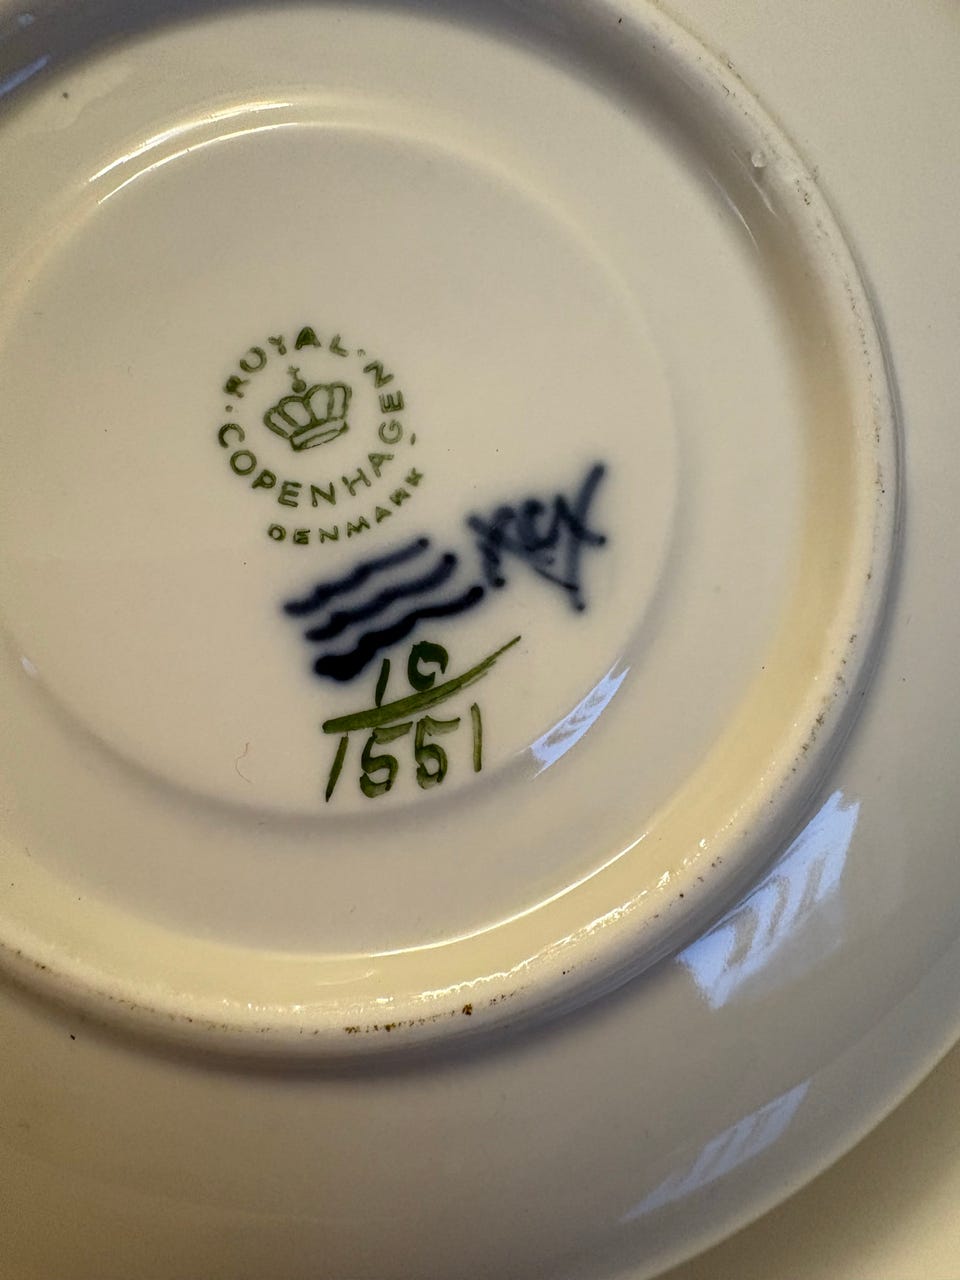 ROYAL
COPENHAGEN
DENMARK
10
1551